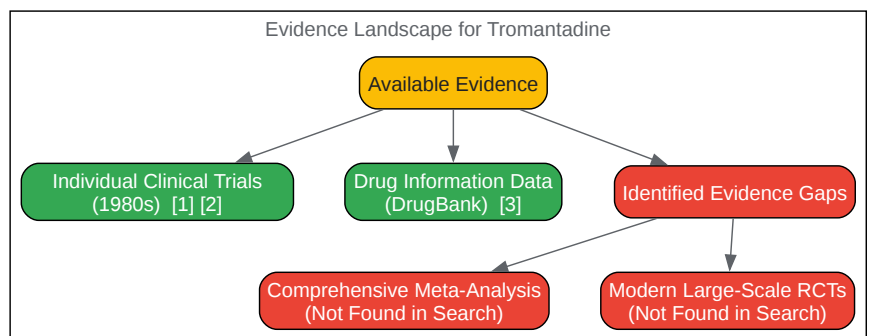 Evidence Landscape for Tromantadine
Available Evidence
Individual Clinical Trials
(1980s)  [1] [2]
Drug Information Data
(DrugBank)  [3]
Identified Evidence Gaps
Comprehensive Meta-Analysis
(Not Found in Search)
Modern Large-Scale RCTs
(Not Found in Search)